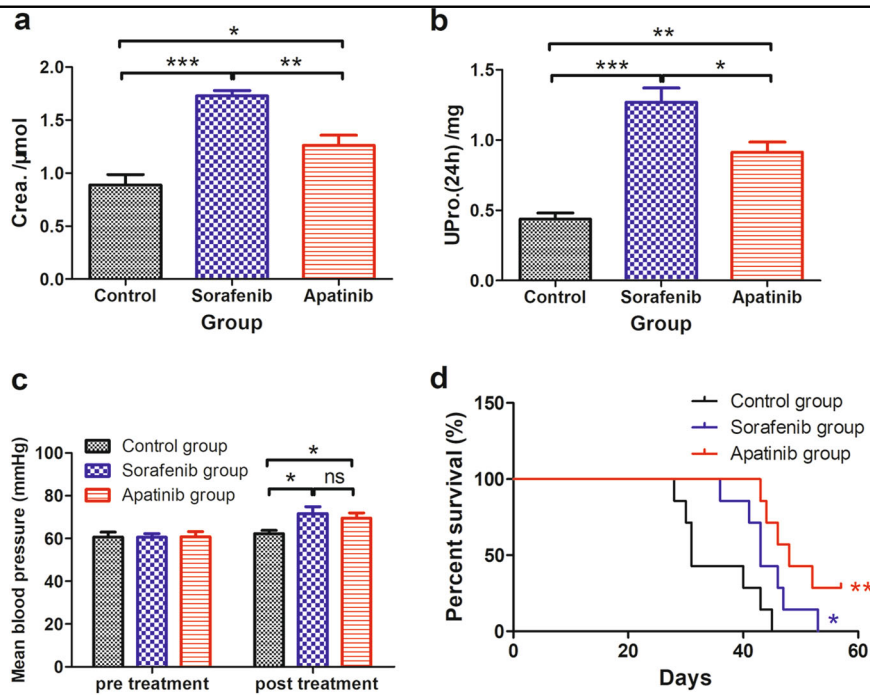 a
*
***
**
Crea. /μmol
2.0
1.5
1.0
0.5
0.0
Control
Sorafenib
Apatinib
Group
b
**
***
*
UPro.(24h) /mg
1.5
1.0
0.5
0.0
Control
Sorafenib
Apatinib
Group
c
Control group
Sorafenib group
Apatinib group
*
*
ns
Mean blood pressure (mmHg)
100
80
60
40
20
0
pre treatment
post treatment
d
Control group
Sorafenib group
Apatinib group
Percent survival (%)
150
100
50
0
**
*
0
20
40
60
Days